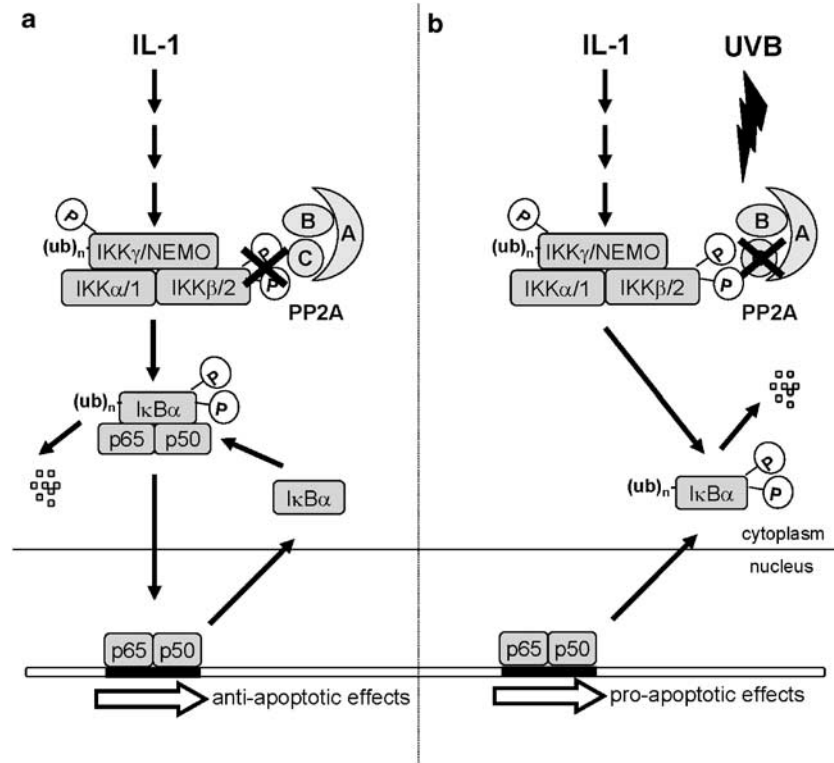 a
IL-1
P
(ub)n
IKKγ/NEMO
IKKα/1
IKKβ/2
P
P
B
A
C
PP2A
(ub)n
IκBα
P
P
p65
p50
IκBα
p65
p50
anti-apoptotic effects
b
IL-1
UVB
P
(ub)n
IKKγ/NEMO
IKKα/1
IKKβ/2
P
P
B
A
PP2A
(ub)n
IκBα
P
P
cytoplasm
nucleus
p65
p50
pro-apoptotic effects